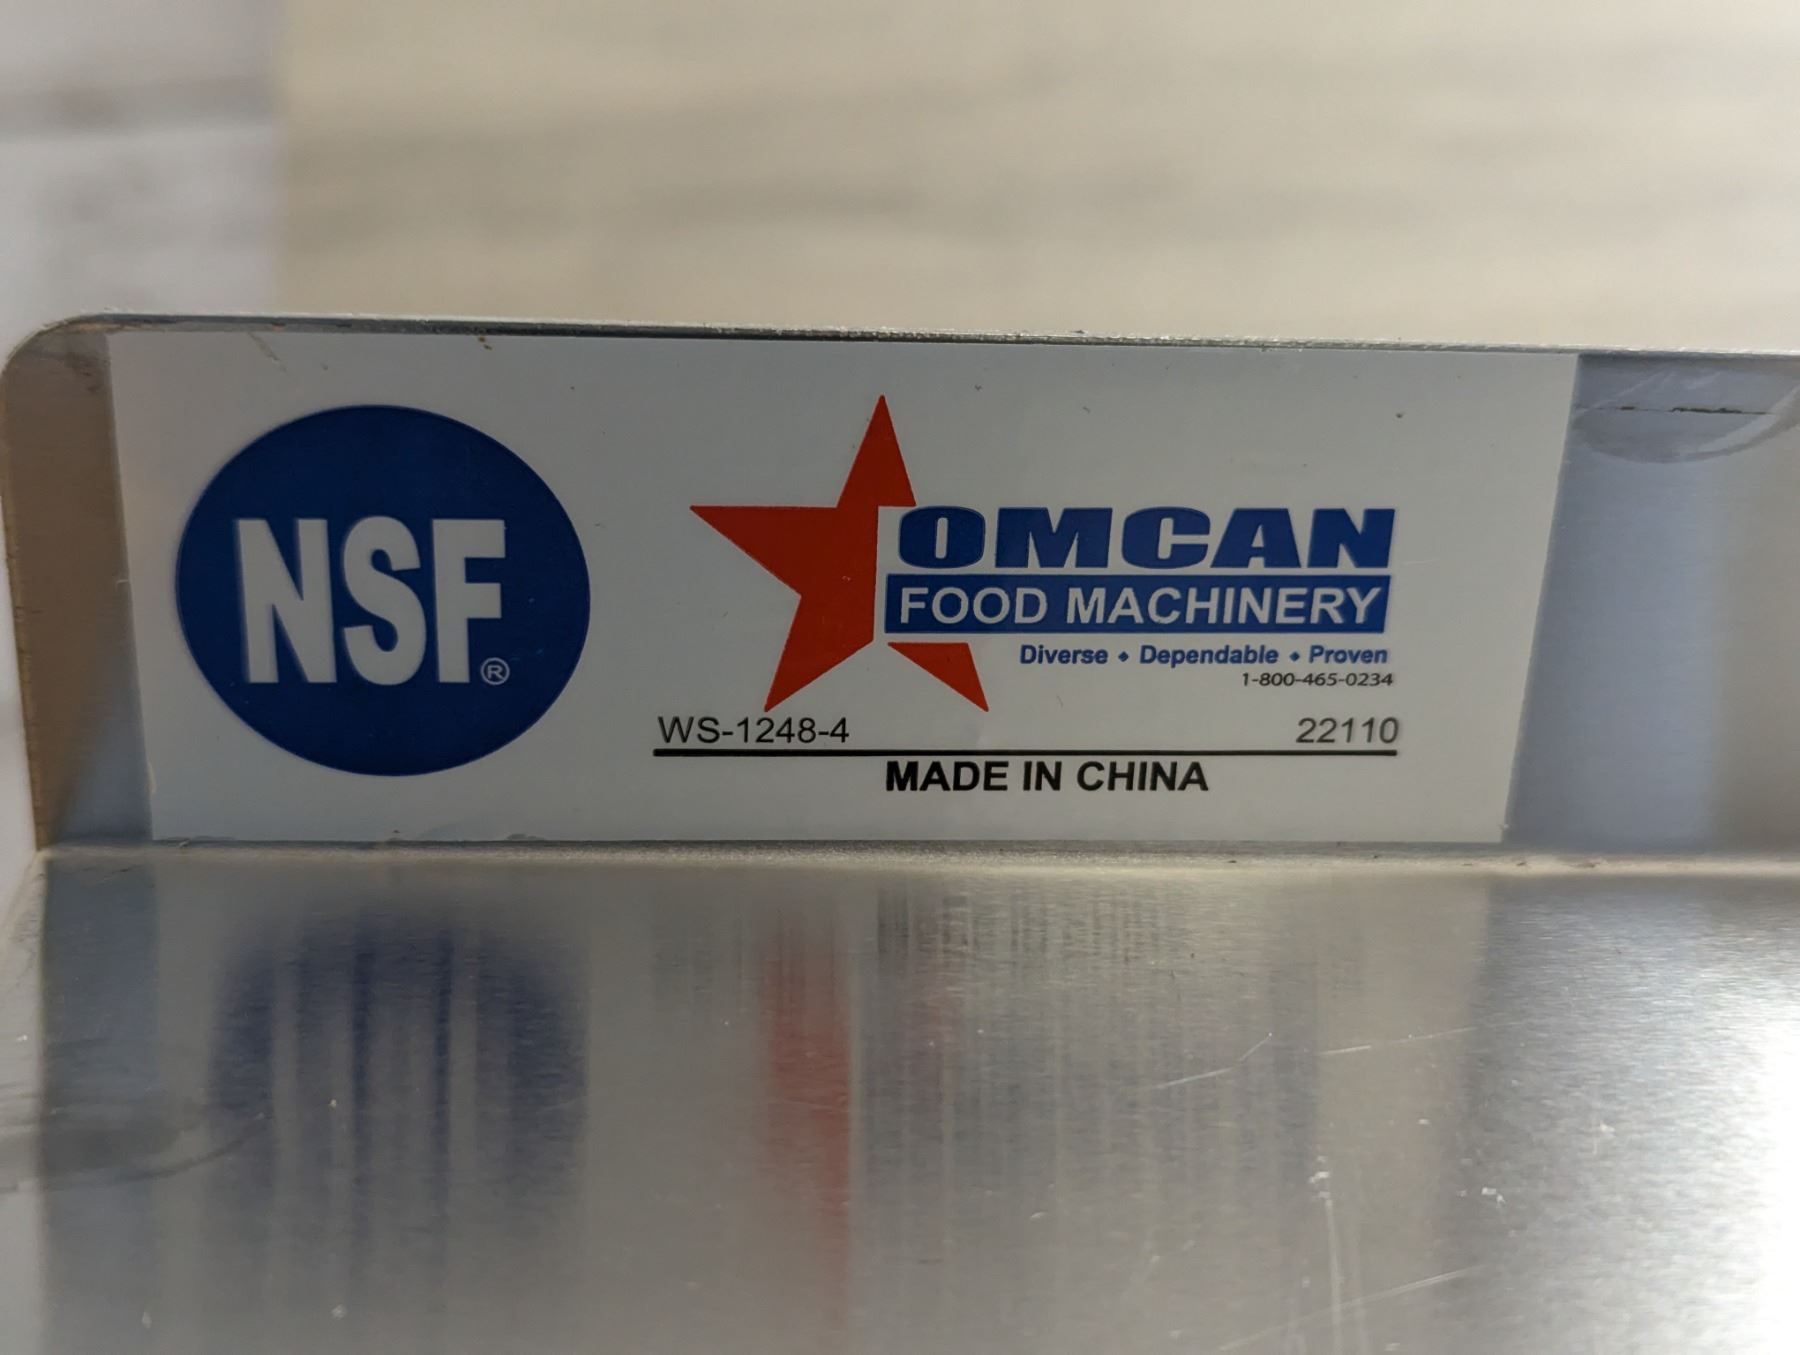 NSF®
OMCAN
FOOD MACHINERY
Diverse • Dependable • Proven
1-800-465-0234
WS-1248-4 22110
MADE IN CHINA